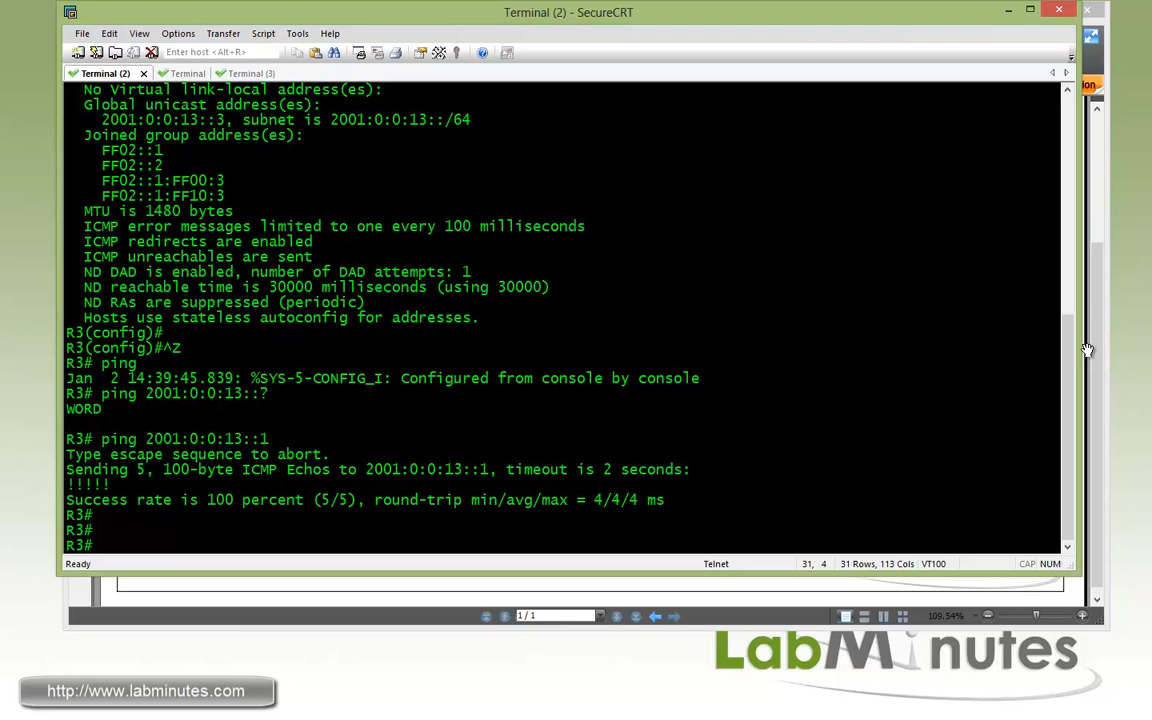 Terminal (2) - SecureCRT
File Edit View Options Transfer Script Tools Help
Enter host <Alt+R>
Terminal (2) Terminal Terminal (3)
No Virtual link-local address(es):
Global unicast address(es):
2001:0:0:13::3, subnet is 2001:0:0:13::/64
Joined group address(es):
FF02::1
FF02::2
FF02::1:FF00:3
FF02::1:FF10:3
MTU is 1480 bytes
ICMP error messages limited to one every 100 milliseconds
ICMP redirects are enabled
ICMP unreachables are sent
ND DAD is enabled, number of DAD attempts: 1
ND reachable time is 30000 milliseconds (using 30000)
ND RAs are suppressed (periodic)
Hosts use stateless autoconfig for addresses.
R3(config)#
R3(config)#^Z
R3# ping
Jan  2 14:39:45.839: %SYS-5-CONFIG_I: Configured from console by console
R3# ping 2001:0:0:13::?
WORD
R3# ping 2001:0:0:13::1
Type escape sequence to abort.
Sending 5, 100-byte ICMP Echos to 2001:0:0:13::1, timeout is 2 seconds:
!!!!!
Success rate is 100 percent (5/5), round-trip min/avg/max = 4/4/4 ms
R3#
R3#
R3#
Ready Telnet 31, 4 31 Rows, 113 Cols VT100 CAP NUM
1 / 1 109.54%
LabMinutes
http://www.labminutes.com